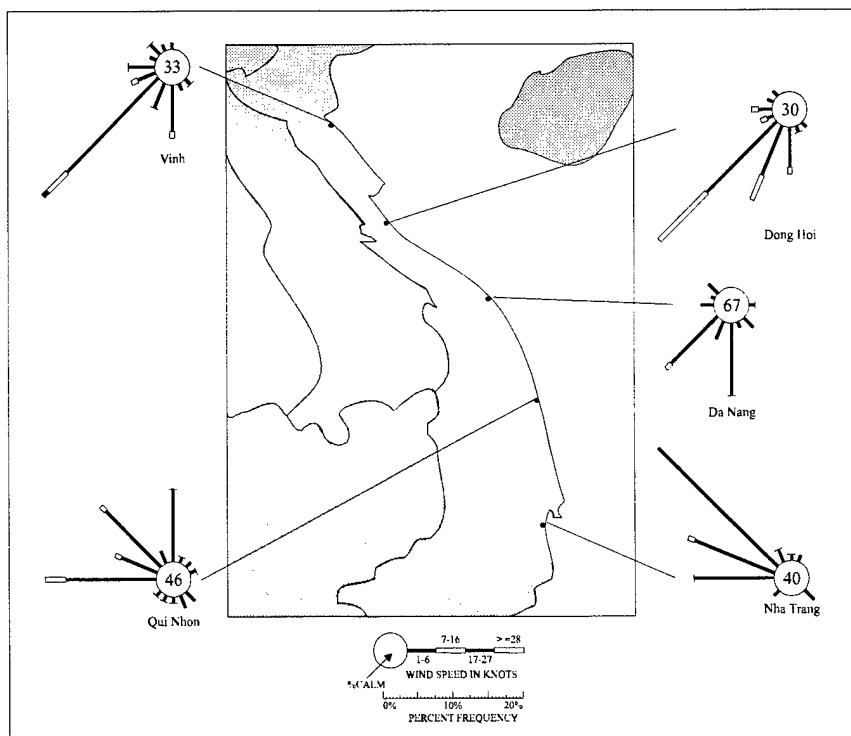 33
Vinh
30
Dong Hoi
67
Da Nang
46
Qui Nhon
40
Nha Trang
7-16 >=28
1-6 17-27
%CALM
WIND SPEED IN KNOTS
0% 10% 20%
PERCENT FREQUENCY